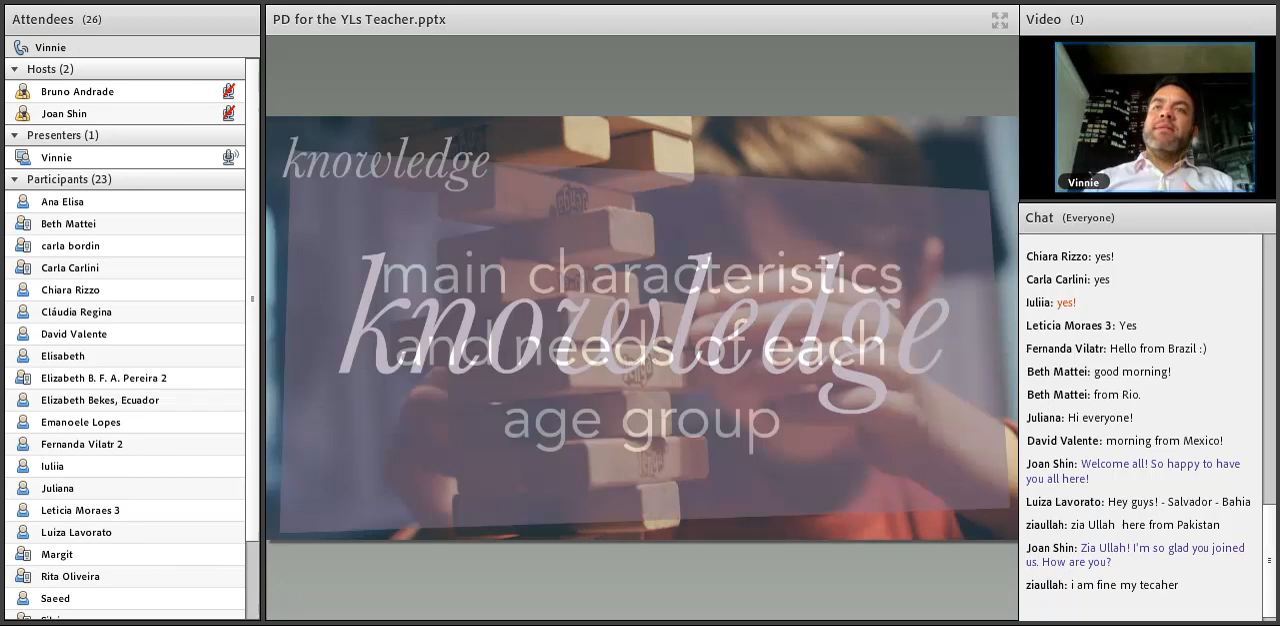 Attendees (26)
Vinnie
Hosts (2)
Bruno Andrade
Joan Shin
Presenters (1)
Vinnie
Participants (23)
Ana Elisa
Beth Mattei
carla bordin
Carla Carlini
Chiara Rizzo
Cláudia Regina
David Valente
Elisabeth
Elizabeth B. F. A. Pereira 2
Elizabeth Bekes, Ecuador
Emanoele Lopes
Fernanda Vilatr 2
Iuliia
Juliana
Leticia Moraes 3
Luiza Lavorato
Margit
Rita Oliveira
Saeed
PD for the YLs Teacher.pptx
knowledge
main characteristics
knowledge
and needs of each
age group
Video (1)
Vinnie
Chat (Everyone)
Chiara Rizzo: yes!
Carla Carlini: yes
Iuliia: yes!
Leticia Moraes 3: Yes
Fernanda Vilatr: Hello from Brazil :)
Beth Mattei: good morning!
Beth Mattei: from Rio.
Juliana: Hi everyone!
David Valente: morning from Mexico!
Joan Shin: Welcome all! So happy to have
you all here!
Luiza Lavorato: Hey guys! - Salvador - Bahia
ziaullah: zia Ullah here from Pakistan
Joan Shin: Zia Ullah! I'm so glad you joined
us. How are you?
ziaullah: i am fine my tecaher